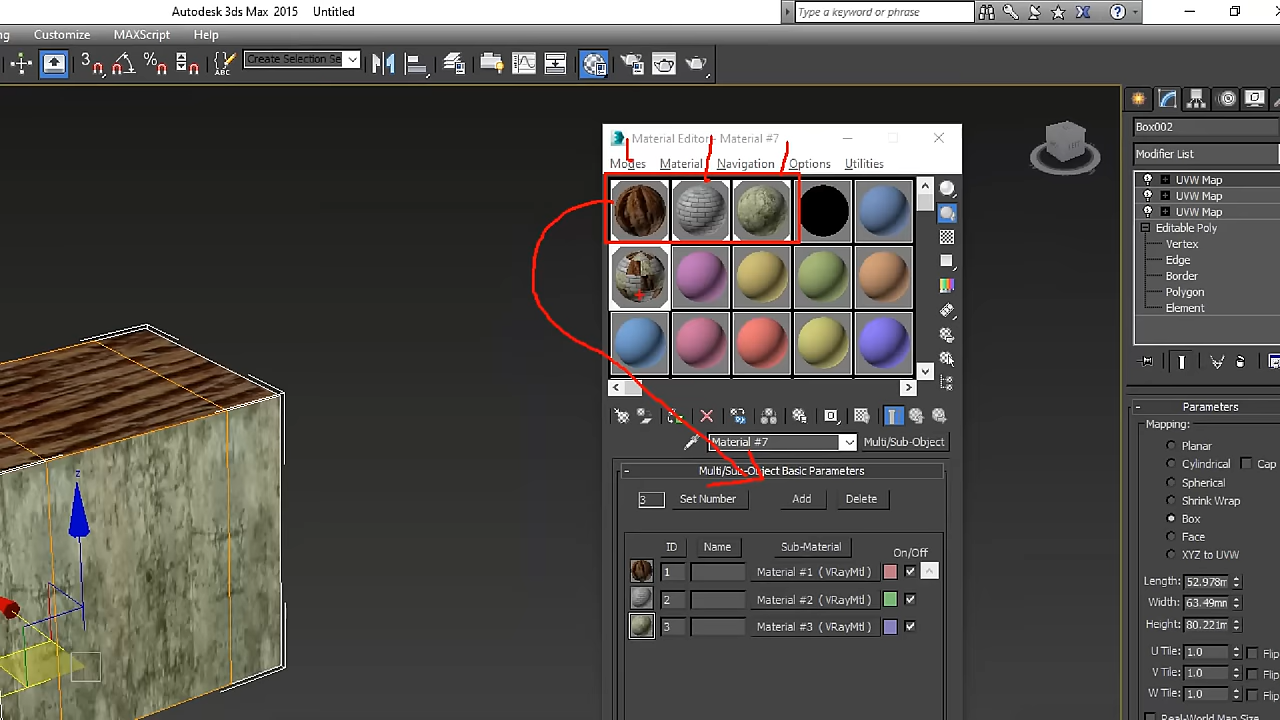 Autodesk 3ds Max 2015 Untitled
Type a keyword or phrase
Customize MAXScript Help
3 % ABC Create Selection Se
Material Editor - Material #7
Modes Material Navigation Options Utilities
Material #7 Multi/Sub-Object
Multi/Sub-Object Basic Parameters
3 Set Number Add Delete
ID Name Sub-Material On/Off
1 Material #1 ( VRayMtl )
2 Material #2 ( VRayMtl )
3 Material #3 ( VRayMtl )
z
Box002
Modifier List
UVW Map
UVW Map
UVW Map
Editable Poly
Vertex
Edge
Border
Polygon
Element
Parameters
Mapping:
Planar
Cylindrical Cap
Spherical
Shrink Wrap
Box
Face
XYZ to UVW
Length: 52.978m
Width: 63.49mm
Height: 80.221m
U Tile: 1.0 Flip
V Tile: 1.0 Flip
W Tile: 1.0 Flip
Real-World Map Size